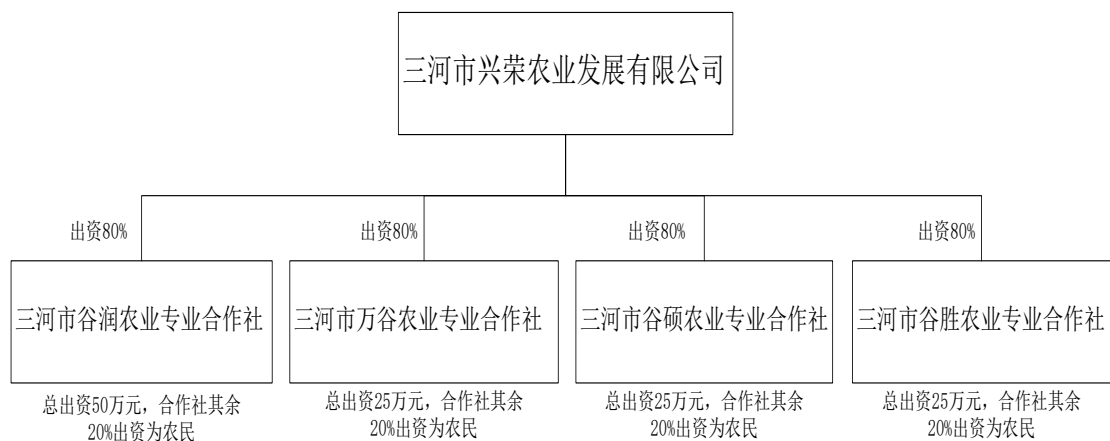 三河市兴荣农业发展有限公司
出资80%
出资80%
出资80%
出资80%
三河市谷润农业专业合作社
三河市万谷农业专业合作社
三河市谷硕农业专业合作社
三河市谷胜农业专业合作社
总出资50万元，合作社其余
20%出资为农民
总出资25万元，合作社其余
20%出资为农民
总出资25万元，合作社其余
20%出资为农民
总出资25万元，合作社其余
20%出资为农民